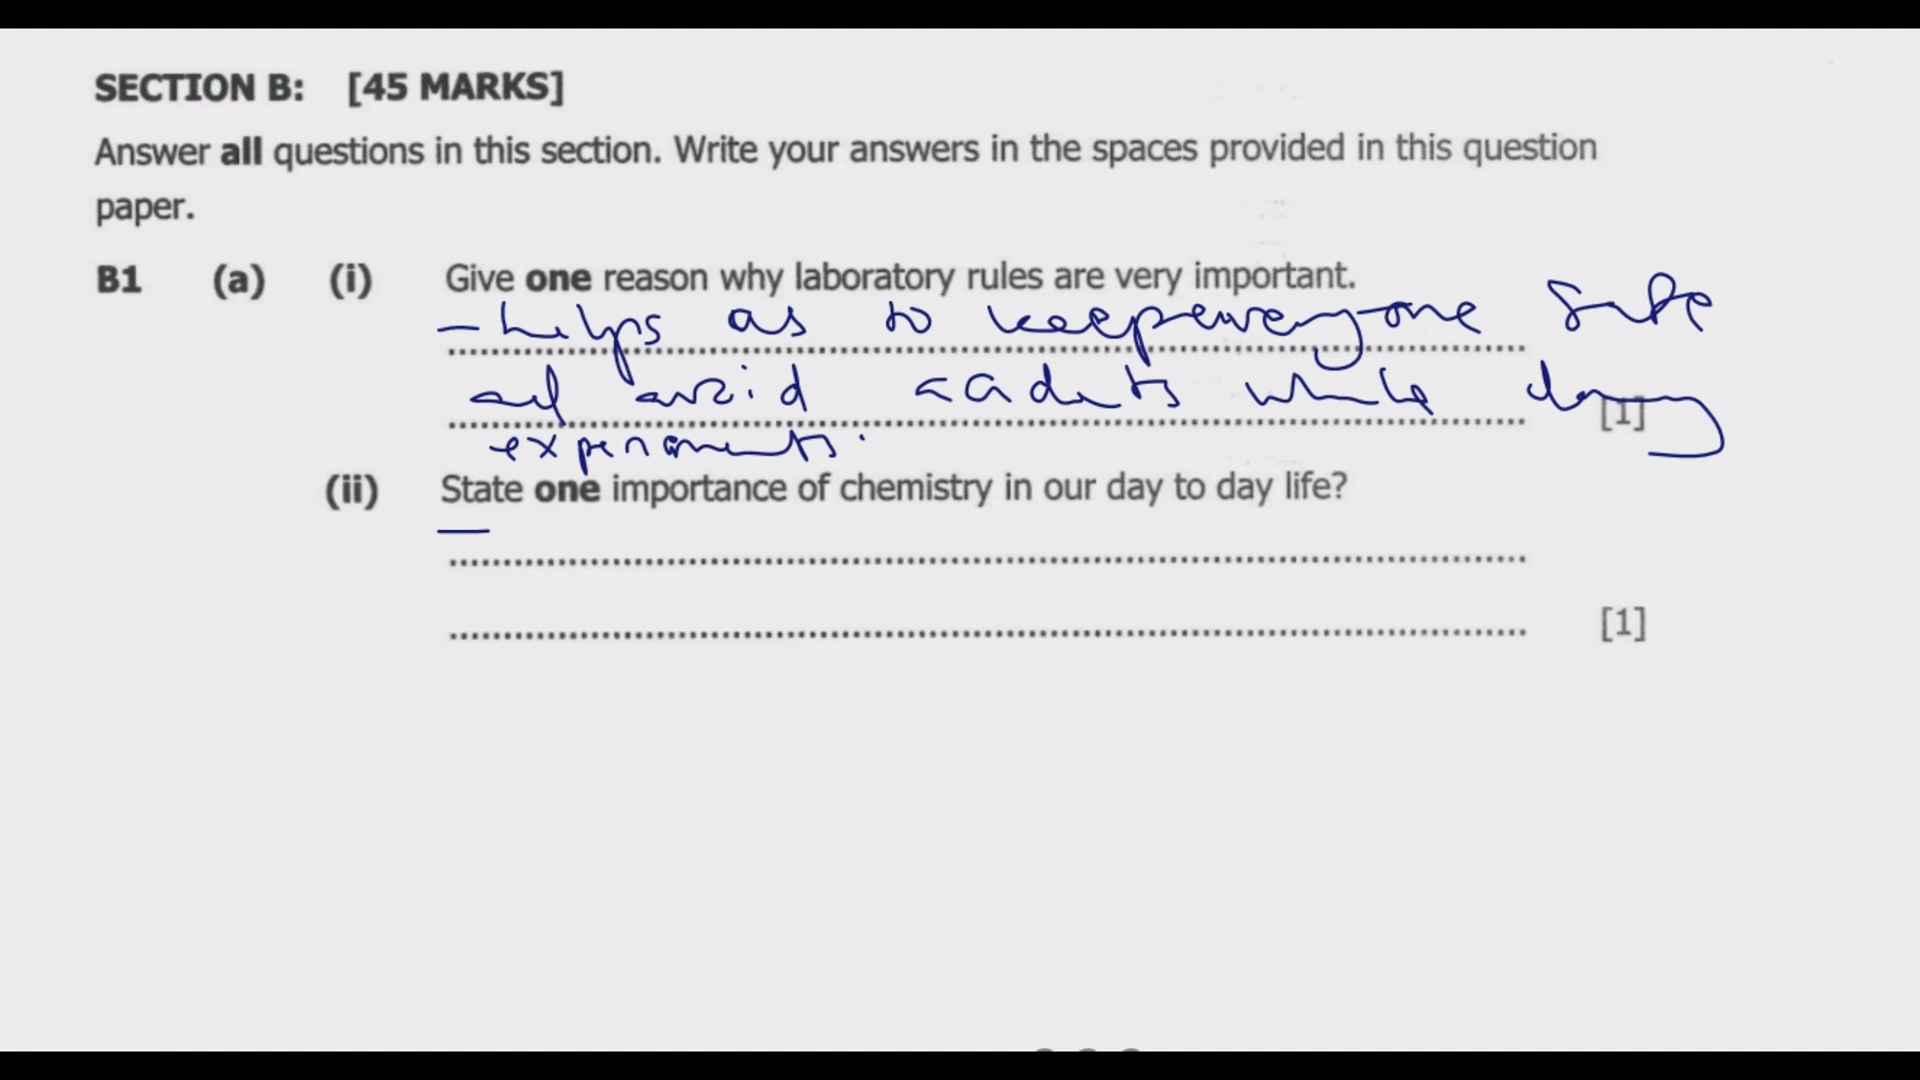 SECTION B: [45 MARKS]
Answer all questions in this section. Write your answers in the spaces provided in this question
paper.
B1 (a) (i) Give one reason why laboratory rules are very important.
- helps as to keep everyone safe
and avoid accidents while doing [1]
experiments.
(ii) State one importance of chemistry in our day to day life?
[1]